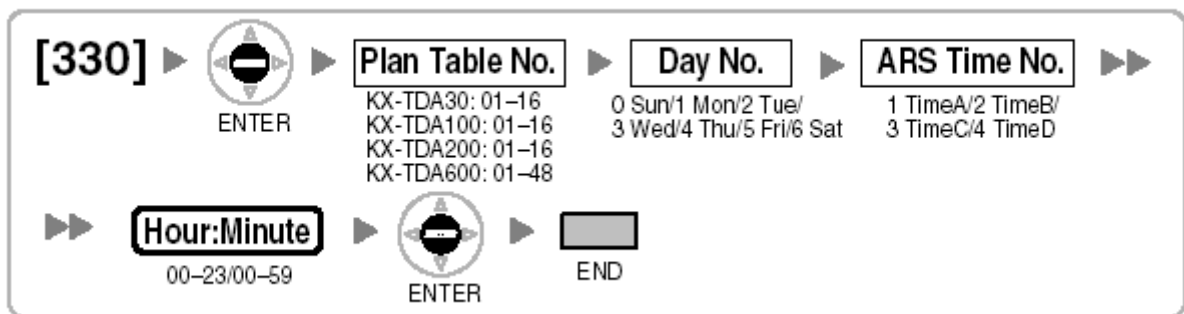 [330] Plan Table No. Day No. ARS Time No.
ENTER
KX-TDA30: 01–16
KX-TDA100: 01–16
KX-TDA200: 01–16
KX-TDA600: 01–48
0 Sun/1 Mon/2 Tue/
3 Wed/4 Thu/5 Fri/6 Sat
1 TimeA/2 TimeB/
3 TimeC/4 TimeD
Hour:Minute
00–23/00–59
ENTER
END